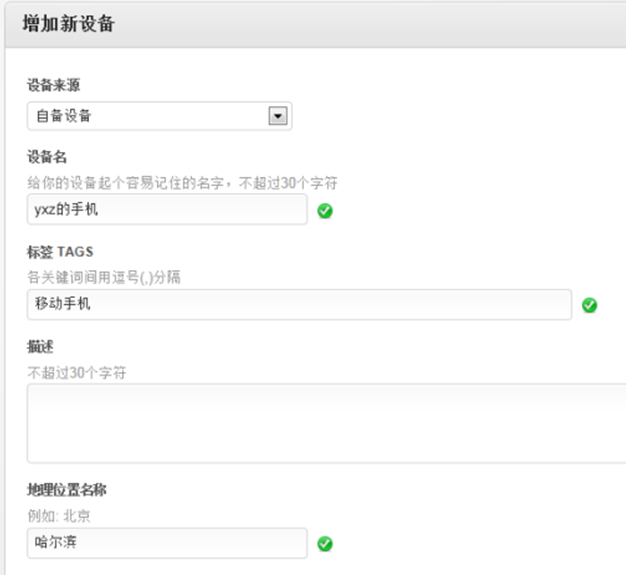 增加新设备
设备来源
自备设备
设备名
给你的设备起个容易记住的名字，不超过30个字符
yxz的手机
标签 TAGS
各关键词间用逗号(,)分隔
移动手机
描述
不超过30个字符
地理位置名称
例如: 北京
哈尔滨